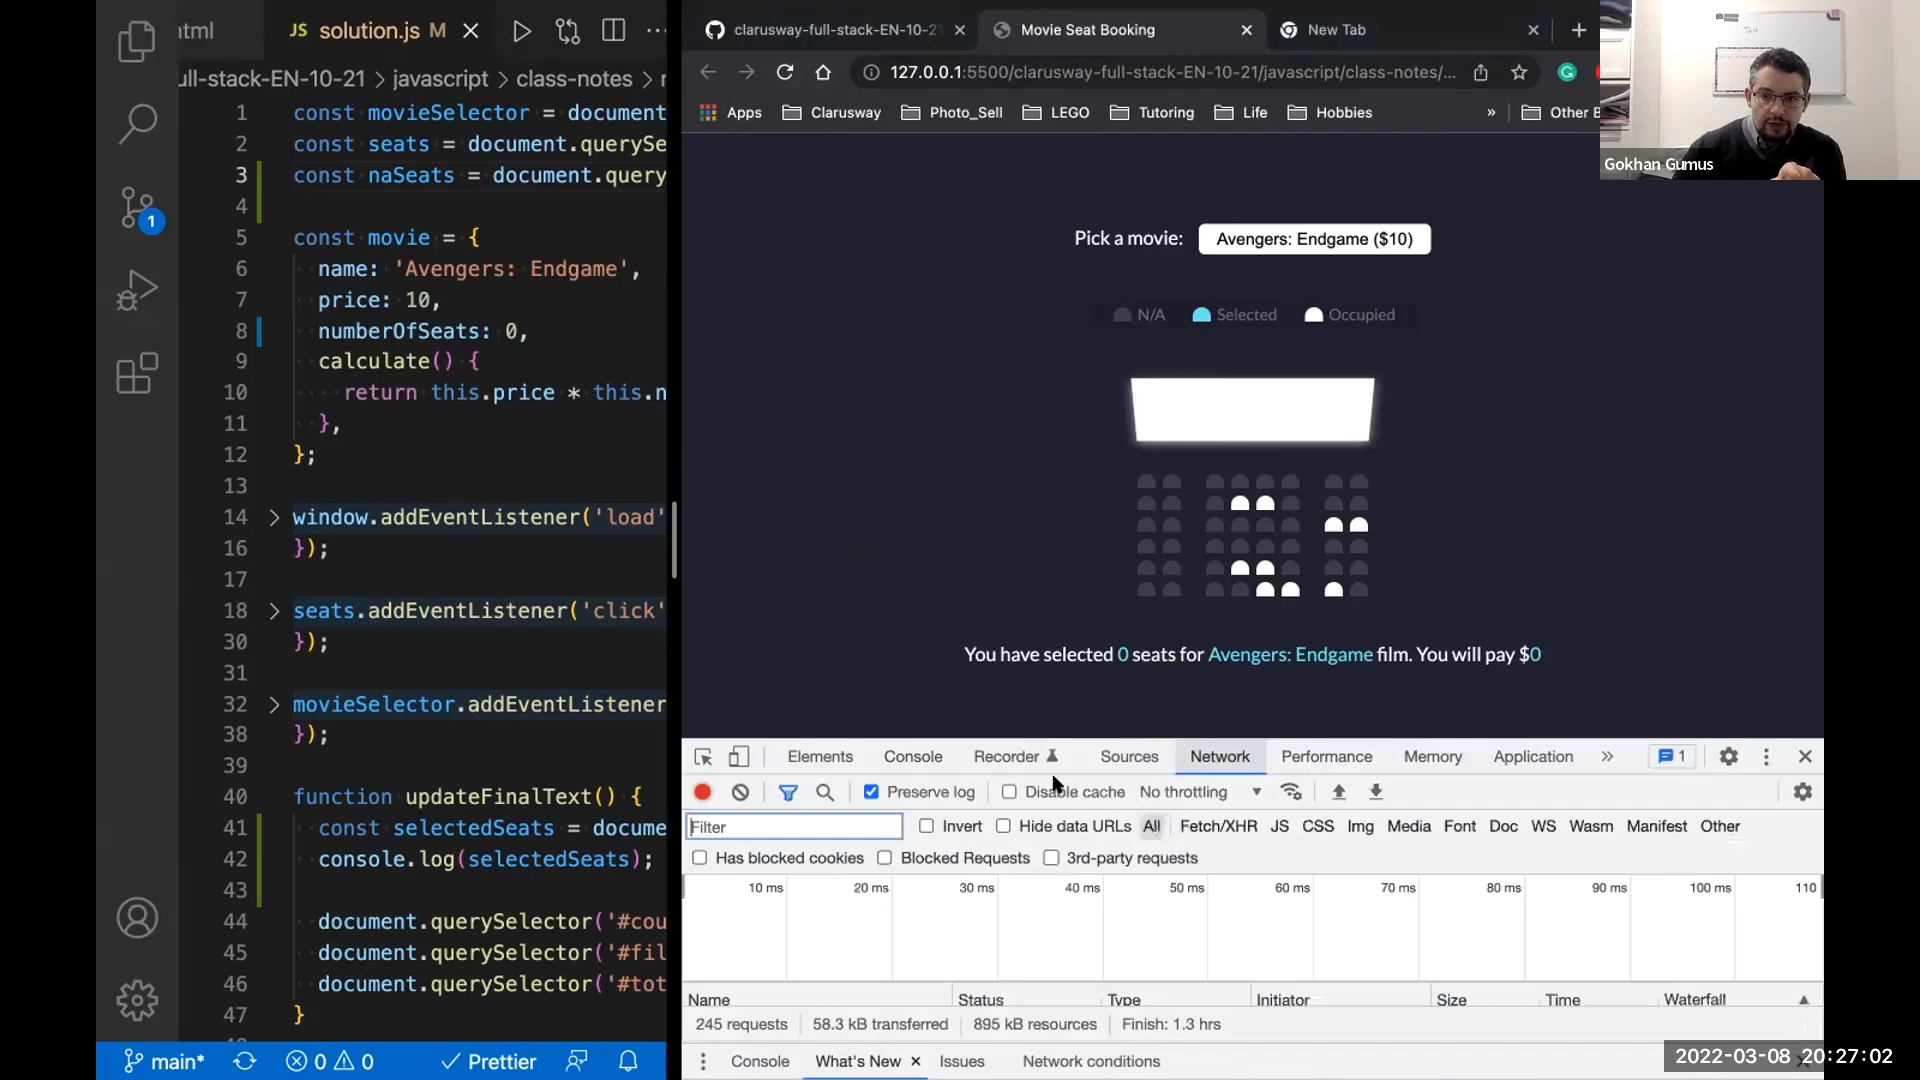 html
JS solution.js M
ull-stack-EN-10-21 > javascript > class-notes >
1 const movieSelector = document
2 const seats = document.querySe
3 const naSeats = document.query
4
5 const movie = {
6 name: 'Avengers: Endgame',
7 price: 10,
8 numberOfSeats: 0,
9 calculate() {
10 return this.price * this.n
11 },
12 };
13
14 window.addEventListener('load'
16 });
17
18 seats.addEventListener('click'
30 });
31
32 movieSelector.addEventListener
38 });
39
40 function updateFinalText() {
41 const selectedSeats = docume
42 console.log(selectedSeats);
43
44 document.querySelector('#cou
45 document.querySelector('#fil
46 document.querySelector('#tot
47 }
main* 0 0 Prettier
1
clarusway-full-stack-EN-10-21
Movie Seat Booking
New Tab
127.0.0.1:5500/clarusway-full-stack-EN-10-21/javascript/class-notes/...
Apps Clarusway Photo_Sell LEGO Tutoring Life Hobbies » Other B
Gokhan Gumus
Pick a movie: Avengers: Endgame ($10)
N/A Selected Occupied
You have selected 0 seats for Avengers: Endgame film. You will pay $0
Elements Console Recorder Sources Network Performance Memory Application » 1
Preserve log Disable cache No throttling
Filter Invert Hide data URLs All Fetch/XHR JS CSS Img Media Font Doc WS Wasm Manifest Other
Has blocked cookies Blocked Requests 3rd-party requests
10 ms 20 ms 30 ms 40 ms 50 ms 60 ms 70 ms 80 ms 90 ms 100 ms 110
Name Status Type Initiator Size Time Waterfall
245 requests 58.3 kB transferred 895 kB resources Finish: 1.3 hrs
Console What's New Issues Network conditions
2022-03-08 20:27:02